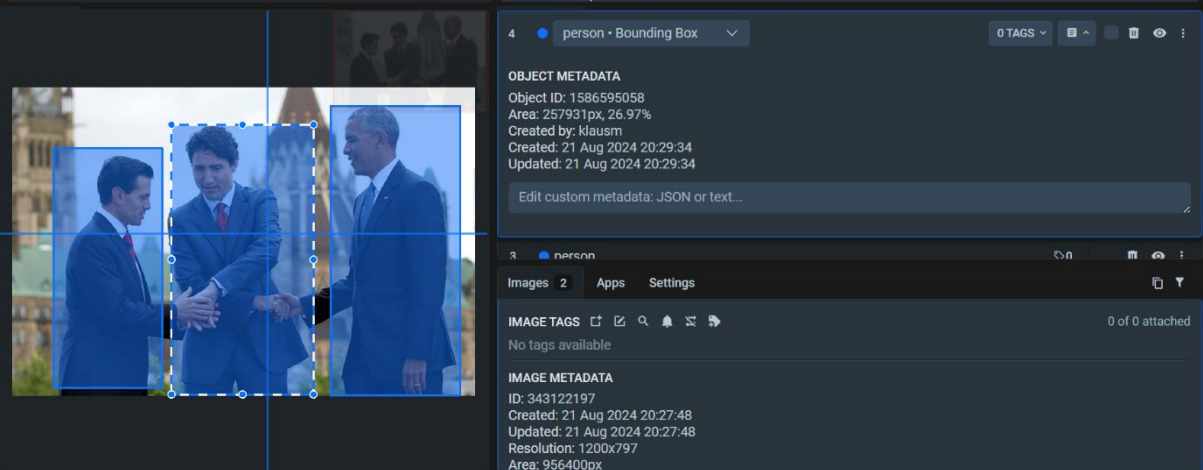 4 person • Bounding Box 0 TAGS
OBJECT METADATA
Object ID: 1586595058
Area: 257931px, 26.97%
Created by: klausm
Created: 21 Aug 2024 20:29:34
Updated: 21 Aug 2024 20:29:34
Edit custom metadata: JSON or text...
3 person 0
Images 2 Apps Settings
IMAGE TAGS 0 of 0 attached
No tags available
IMAGE METADATA
ID: 343122197
Created: 21 Aug 2024 20:27:48
Updated: 21 Aug 2024 20:27:48
Resolution: 1200x797
Area: 956400px